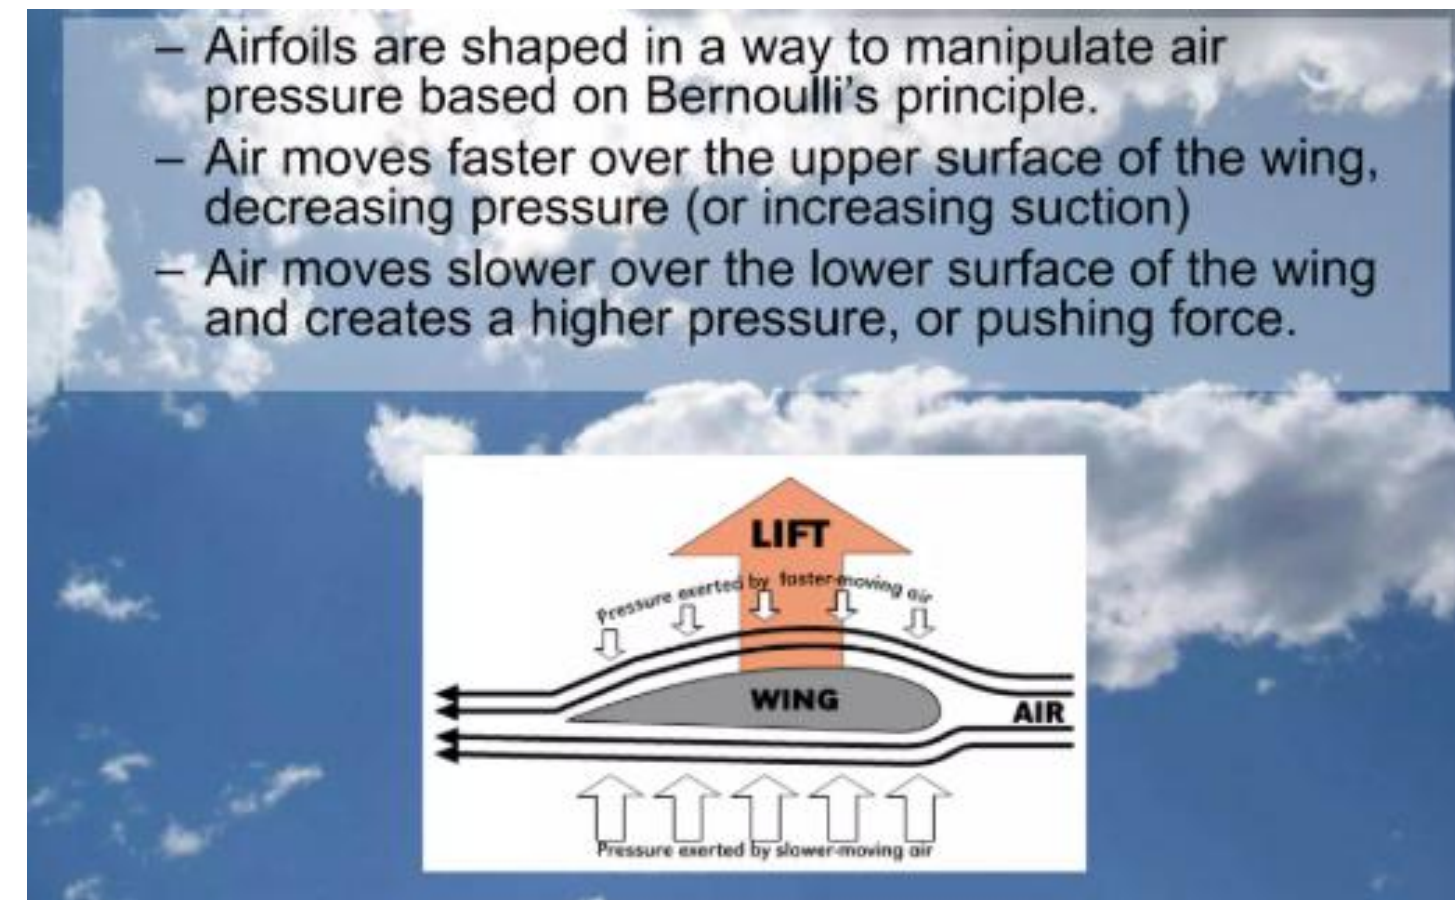 – Airfoils are shaped in a way to manipulate air
pressure based on Bernoulli's principle.
– Air moves faster over the upper surface of the wing,
decreasing pressure (or increasing suction)
– Air moves slower over the lower surface of the wing
and creates a higher pressure, or pushing force.
LIFT
Pressure exerted by faster-moving air
WING
AIR
Pressure exerted by slower-moving air